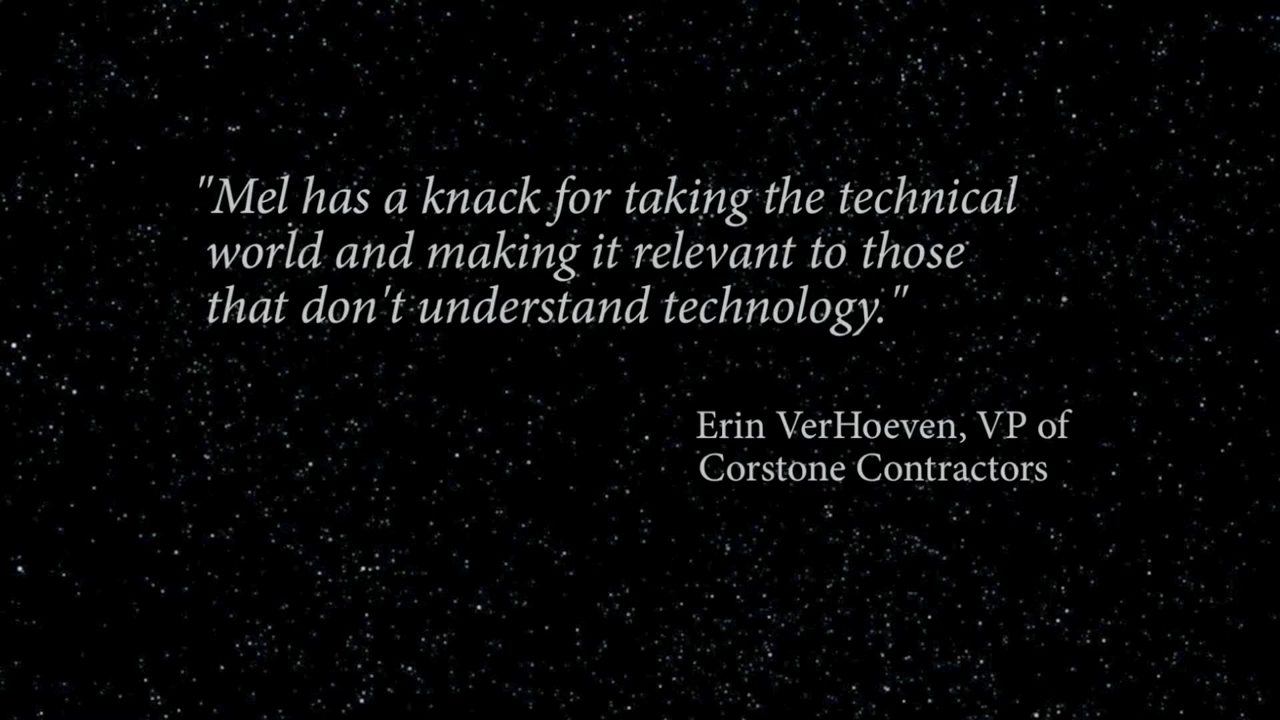 "Mel has a knack for taking the technical
world and making it relevant to those
that don't understand technology."
Erin VerHoeven, VP of
Corstone Contractors